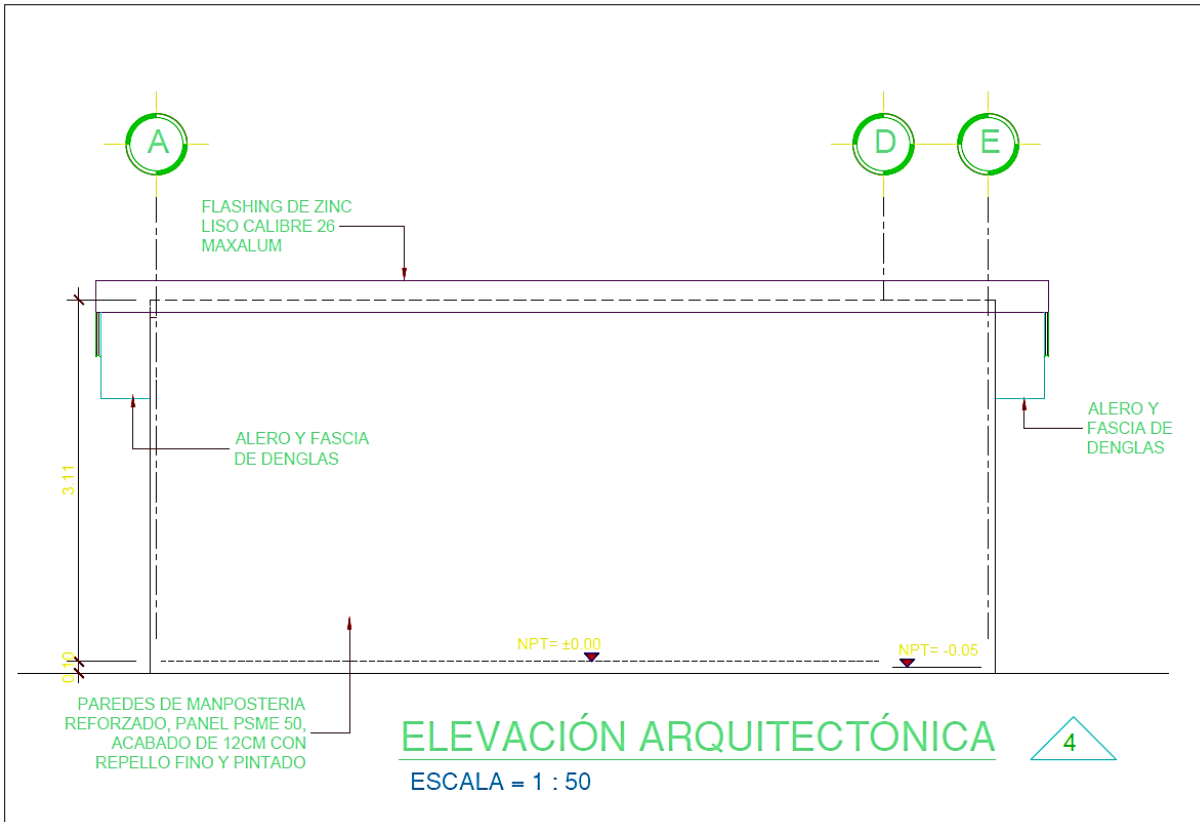 A
D
E
FLASHING DE ZINC
LISO CALIBRE 26
MAXALUM
ALERO Y FASCIA
DE DENGLAS
ALERO Y
FASCIA DE
DENGLAS
3.11
0.10
NPT= ±0.00
NPT= -0.05
PAREDES DE MANPOSTERIA
REFORZADO, PANEL PSME 50,
ACABADO DE 12CM CON
REPELLO FINO Y PINTADO
ELEVACIÓN ARQUITECTÓNICA
4
ESCALA = 1 : 50